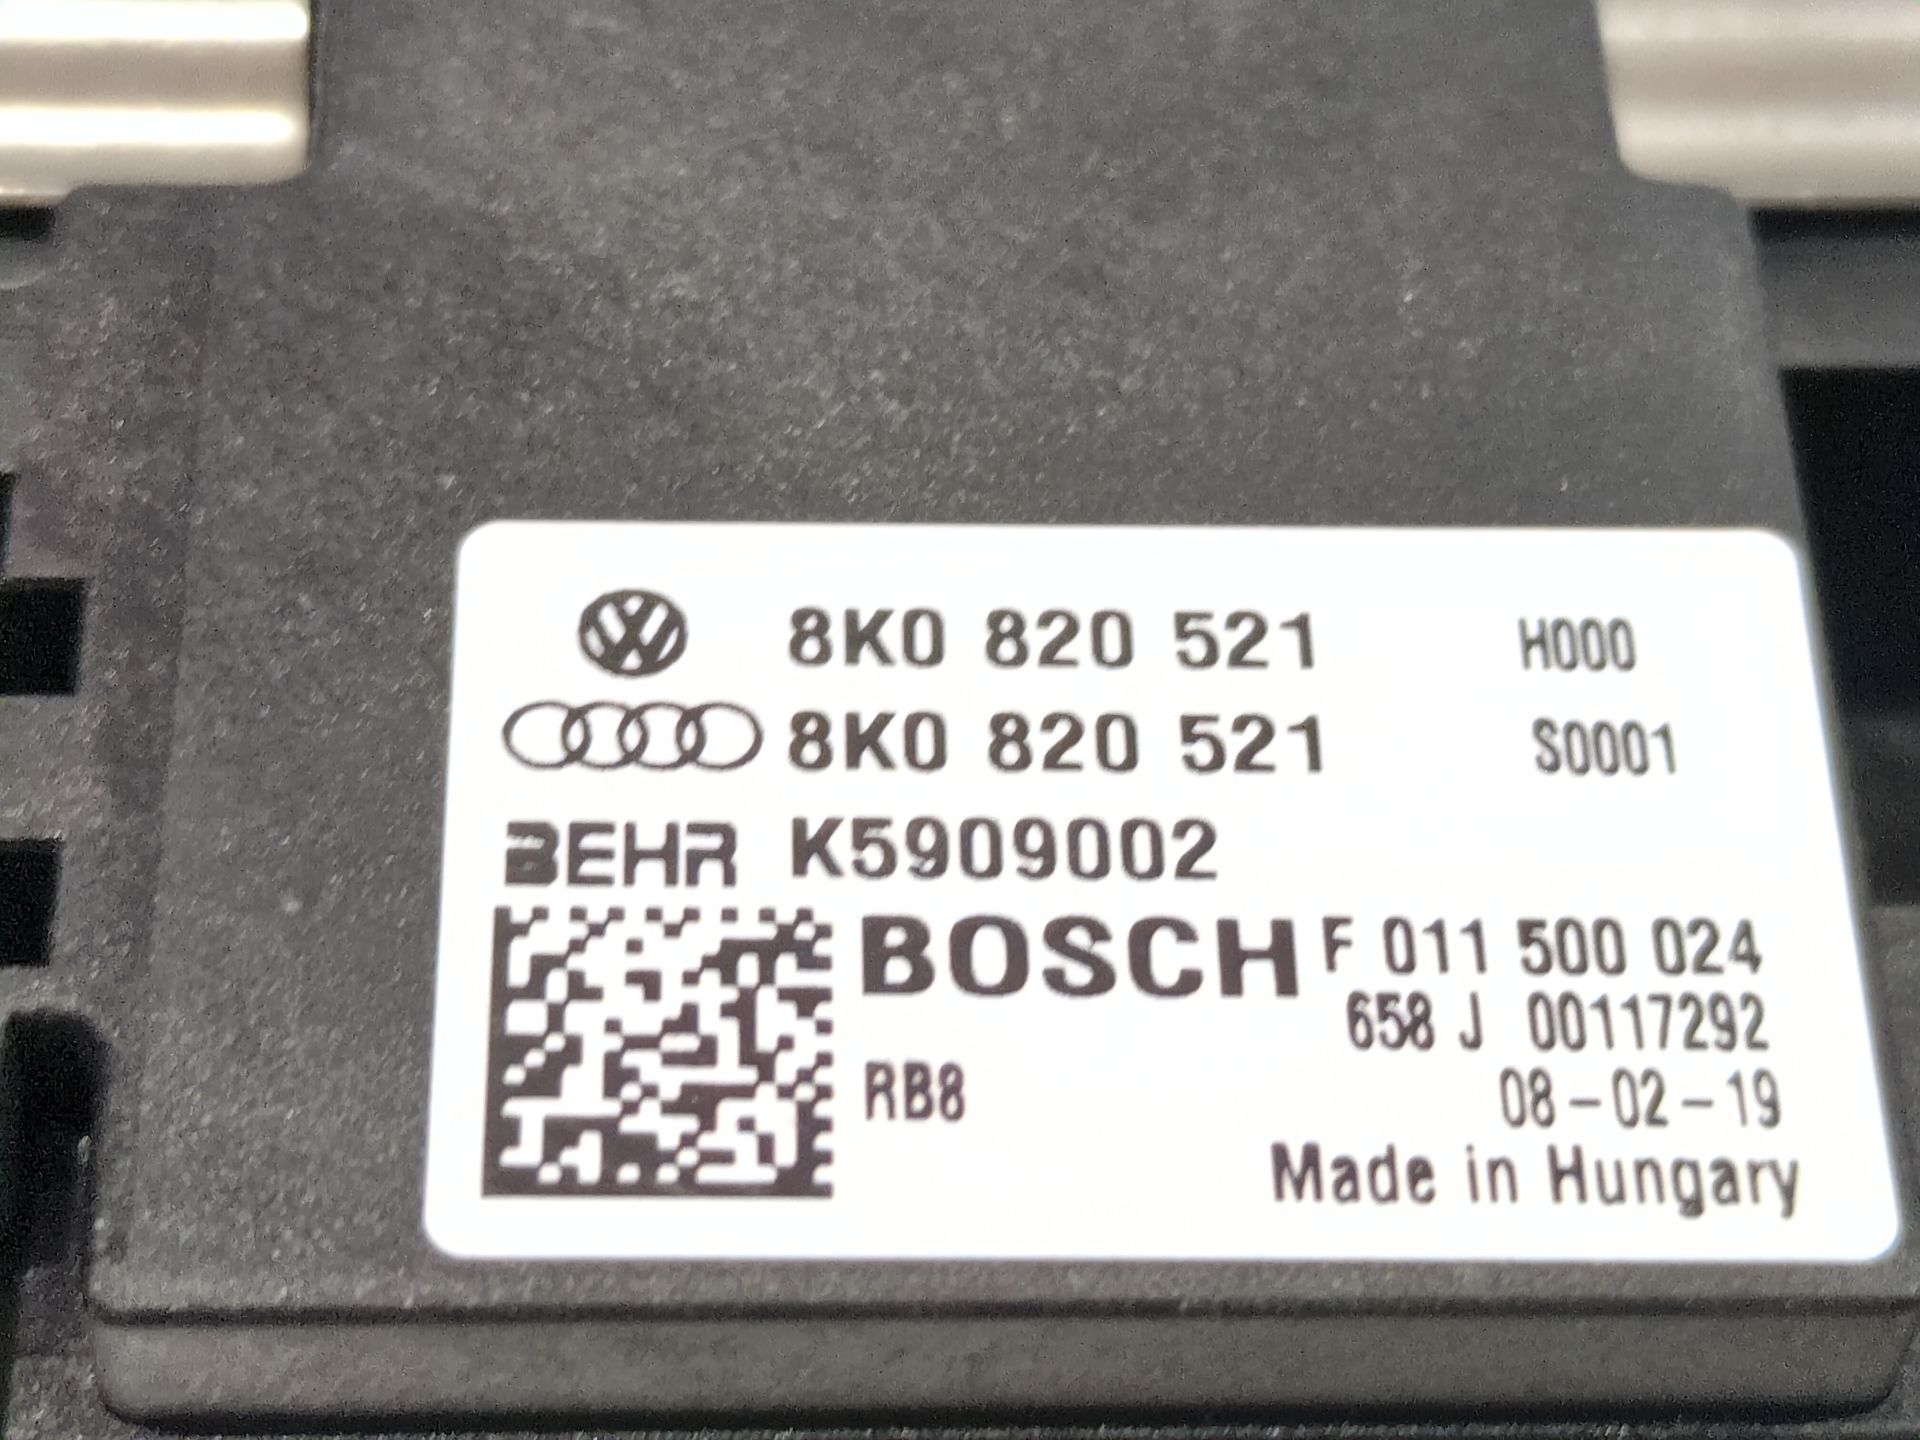 8K0 820 521 H000
8K0 820 521 S0001
BEHR K5909002
BOSCH F 011 500 024
658 J 00117292
RB8 08-02-19
Made in Hungary